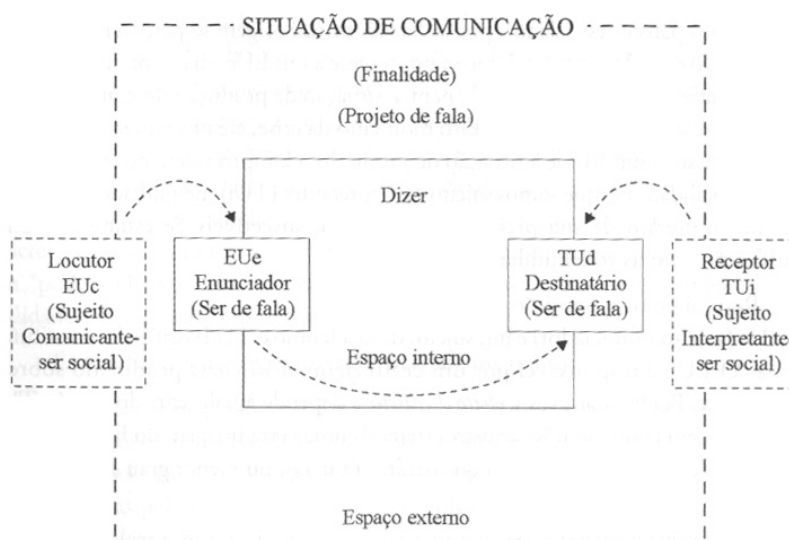 SITUAÇÃO DE COMUNICAÇÃO
(Finalidade)
(Projeto de fala)
Dizer
Locutor
EUc
(Sujeito
Comunicante-
ser social)
EUe
Enunciador
(Ser de fala)
TUd
Destinatário
(Ser de fala)
Receptor
TUi
(Sujeito
Interpretante-
ser social)
Espaço interno
Espaço externo